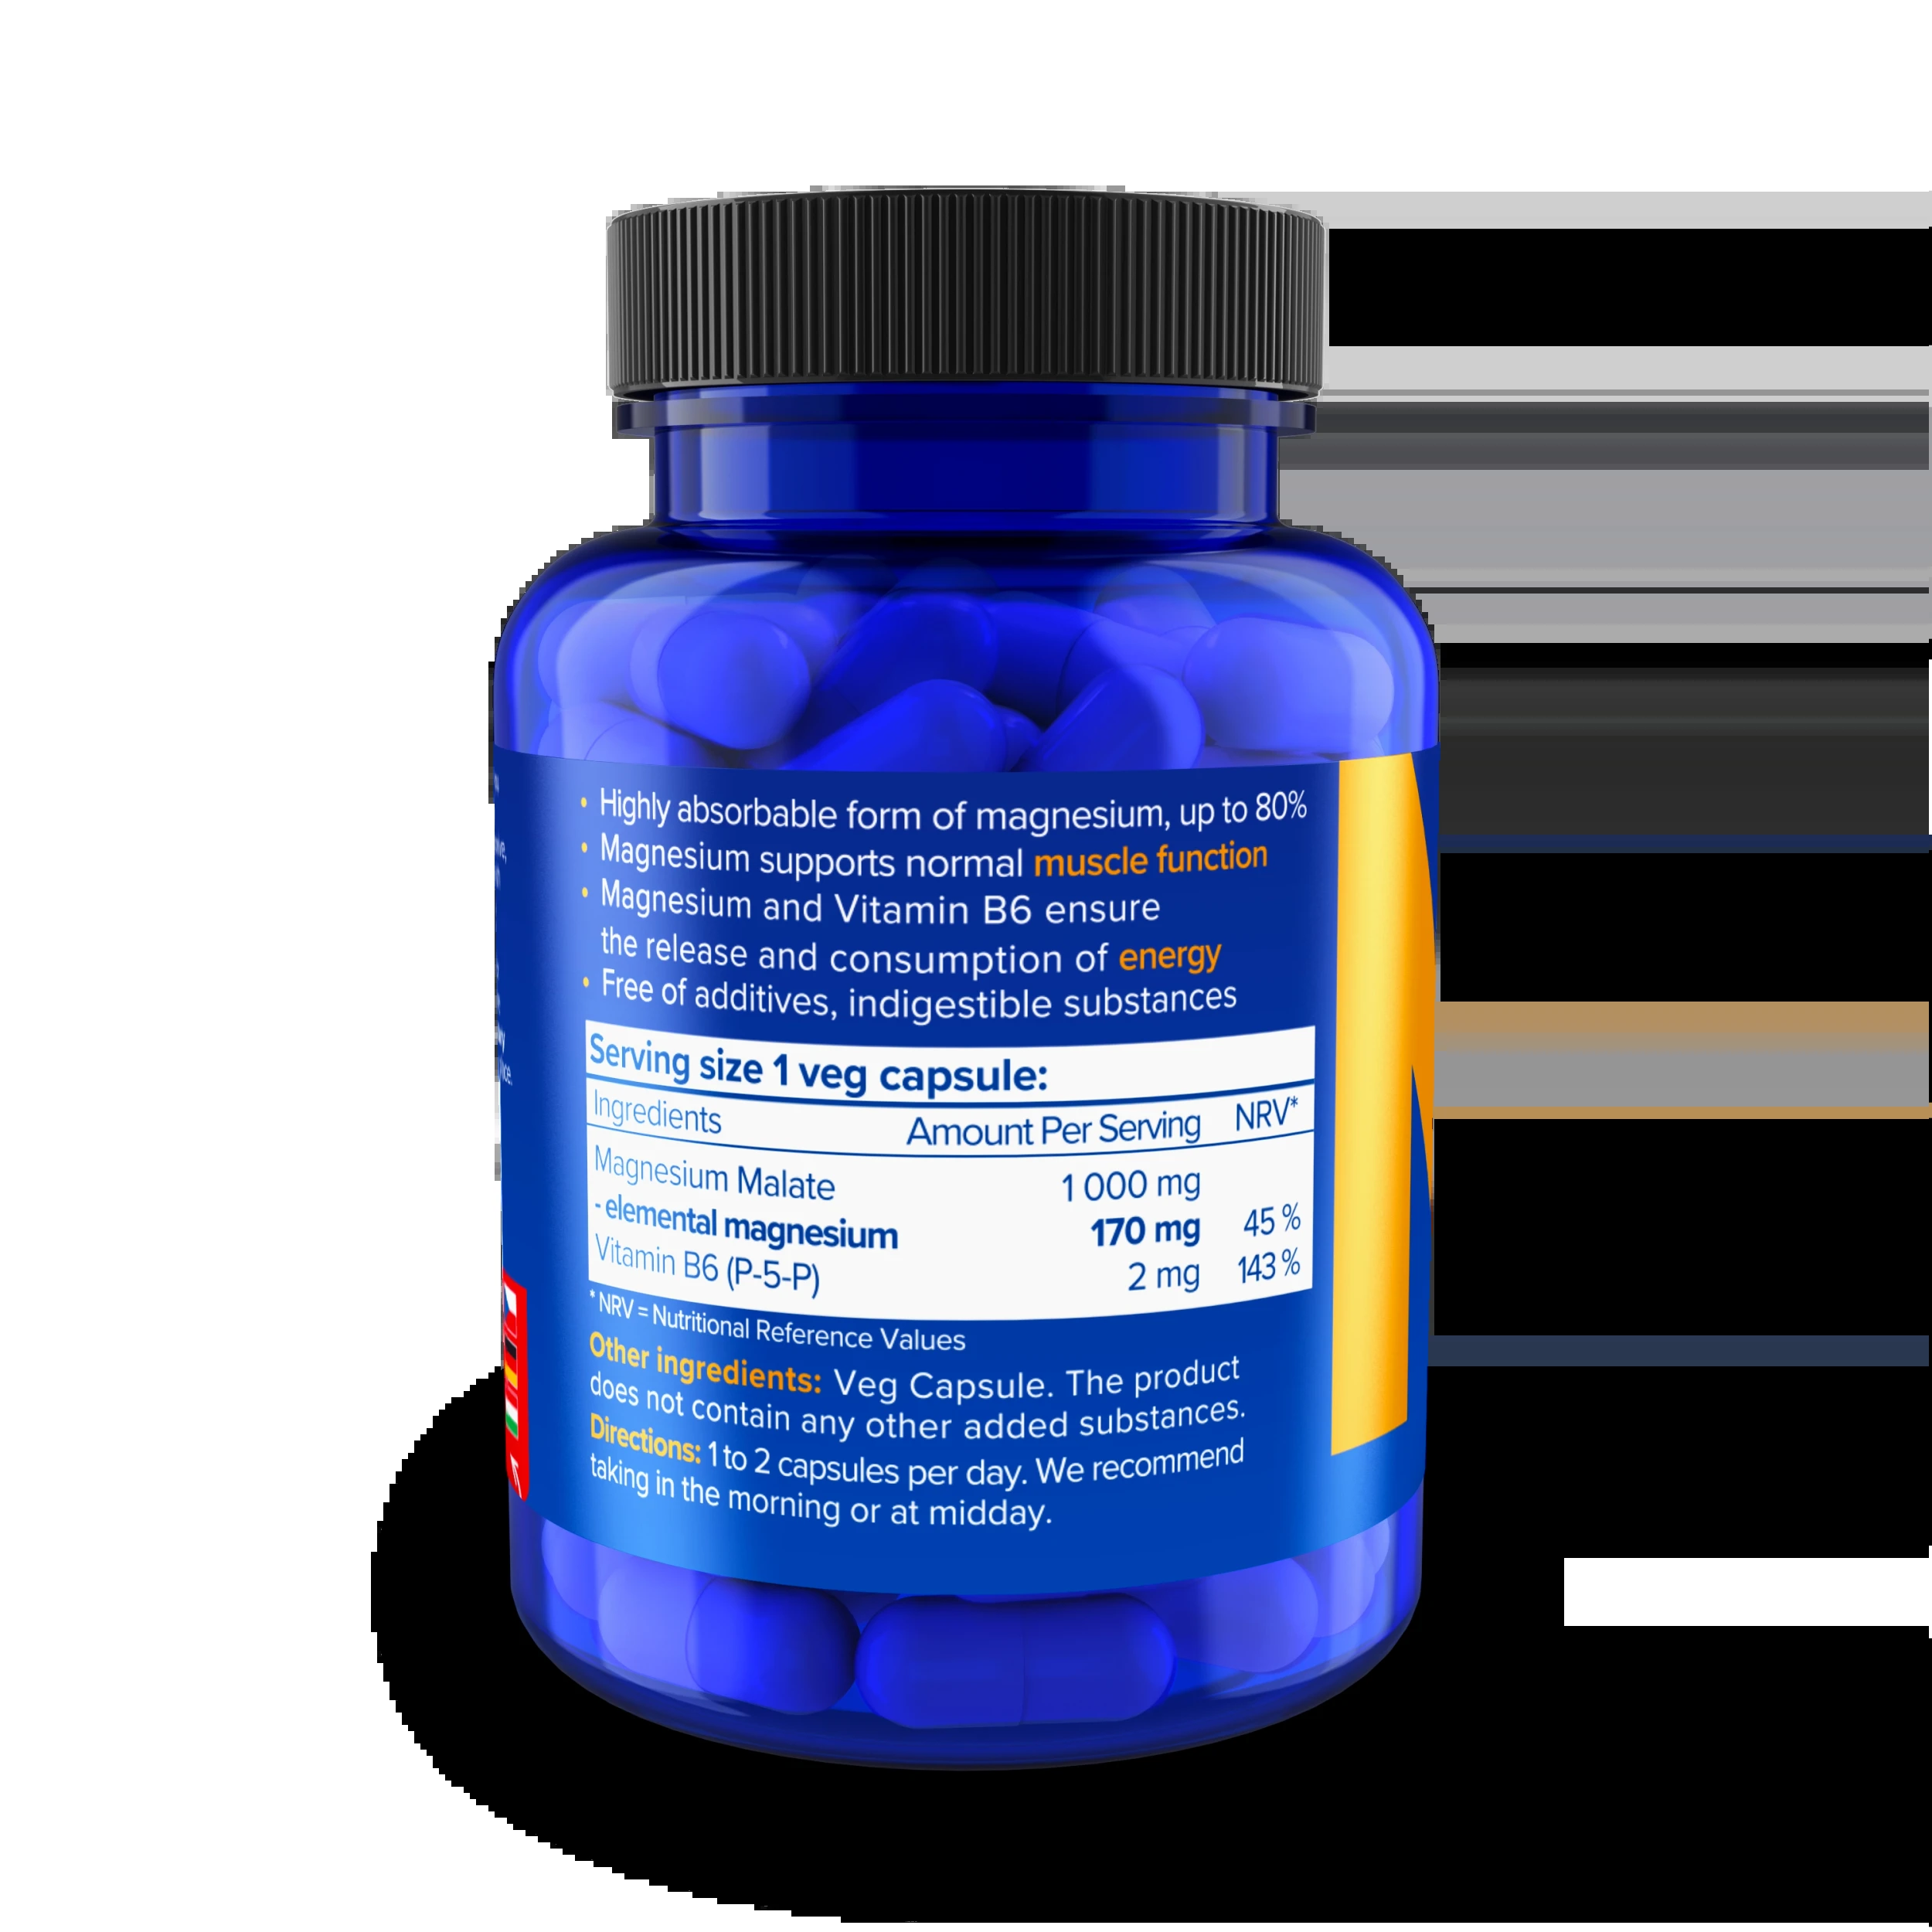 • Highly absorbable form of magnesium, up to 80%
• Magnesium supports normal muscle function
• Magnesium and Vitamin B6 ensure
the release and consumption of energy
• Free of additives, indigestible substances
Serving size 1 veg capsule:
Ingredients Amount Per Serving NRV*
Magnesium Malate 1 000 mg
- elemental magnesium 170 mg 45 %
Vitamin B6 (P-5-P) 2 mg 143 %
* NRV = Nutritional Reference Values
Other ingredients: Veg Capsule. The product
does not contain any other added substances.
Directions: 1 to 2 capsules per day. We recommend
taking in the morning or at midday.